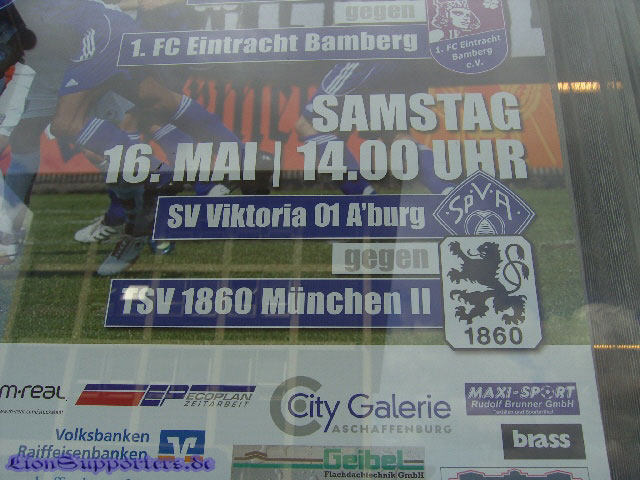 gegen
1. FC Eintracht Bamberg
1. FC Eintracht
Bamberg
e.V.
SAMSTAG
16. MAI | 14.00 UHR
SV Viktoria 01 A'burg
SpVA
gegen
TSV 1860 München II
1860
m-real
ECOPLAN
ZEITARBEIT
City Galerie
ASCHAFFENBURG
MAXI-SPORT
Rudolf Brunner GmbH
brass
Volksbanken
Raiffeisenbanken
Geibel
Flachdachtechnik GmbH
LionSupporters.de